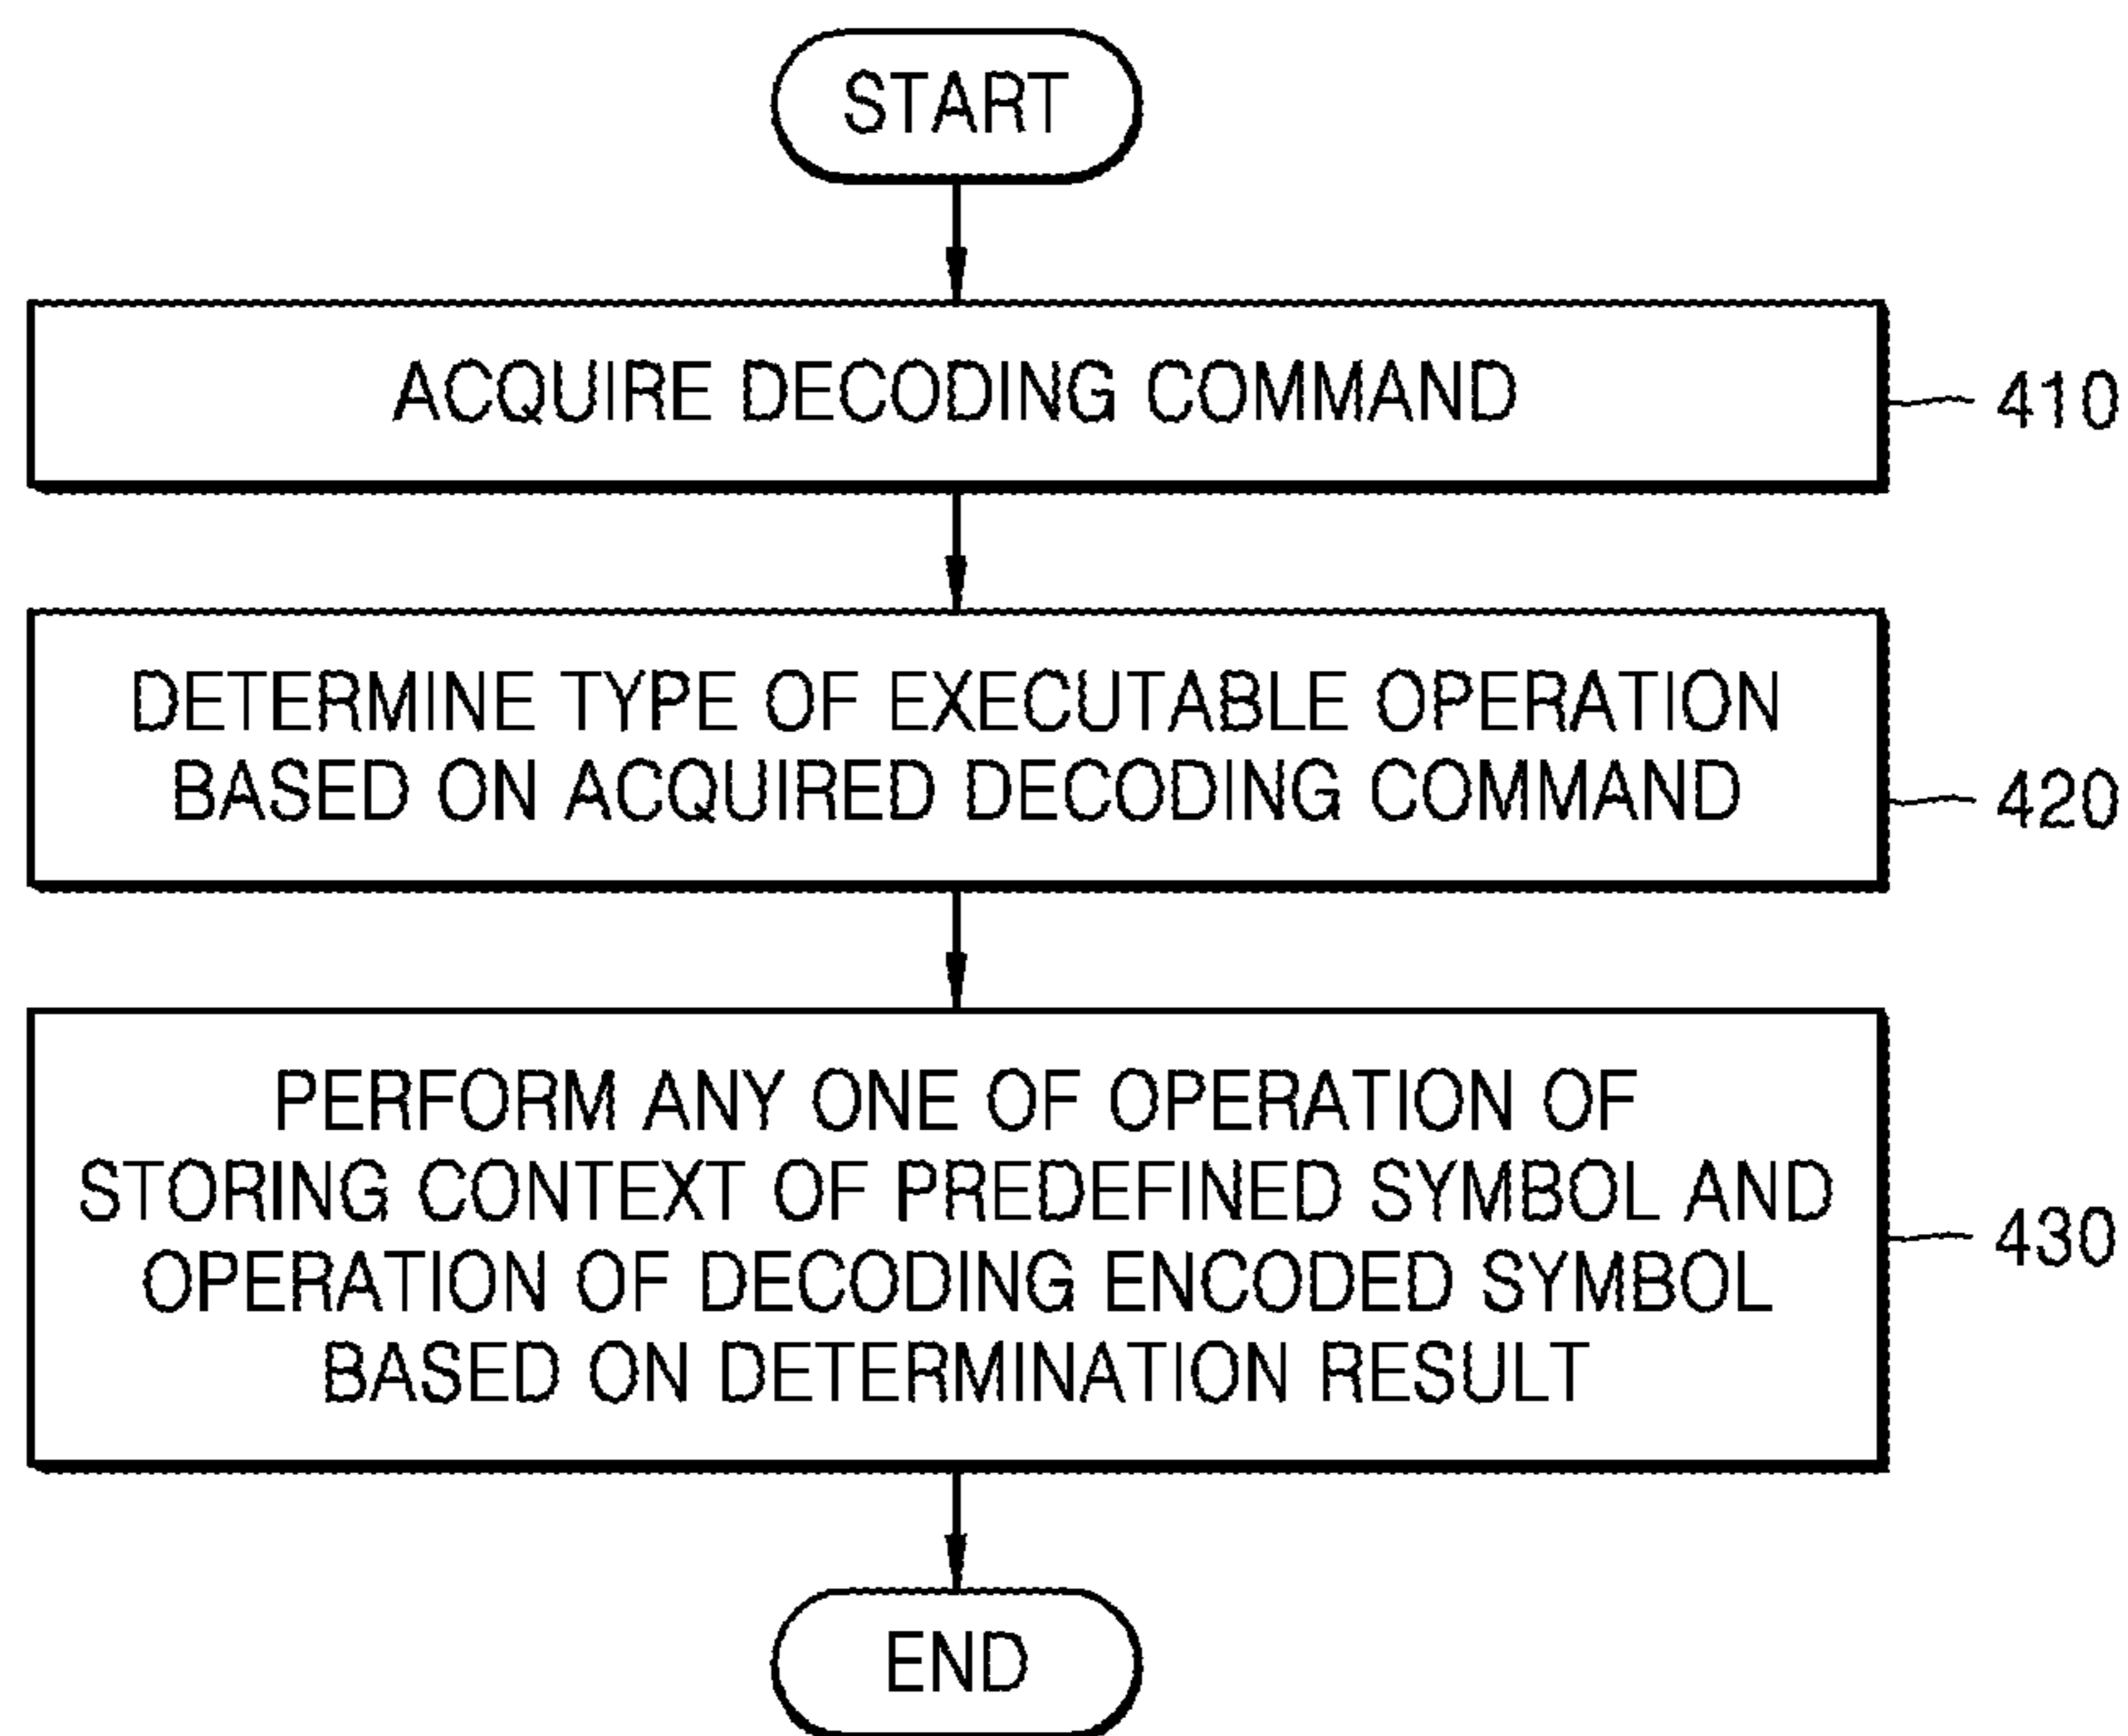 START
ACQUIRE DECODING COMMAND
410
DETERMINE TYPE OF EXECUTABLE OPERATION
BASED ON ACQUIRED DECODING COMMAND
420
PERFORM ANY ONE OF OPERATION OF
STORING CONTEXT OF PREDEFINED SYMBOL AND
OPERATION OF DECODING ENCODED SYMBOL
BASED ON DETERMINATION RESULT
430
END